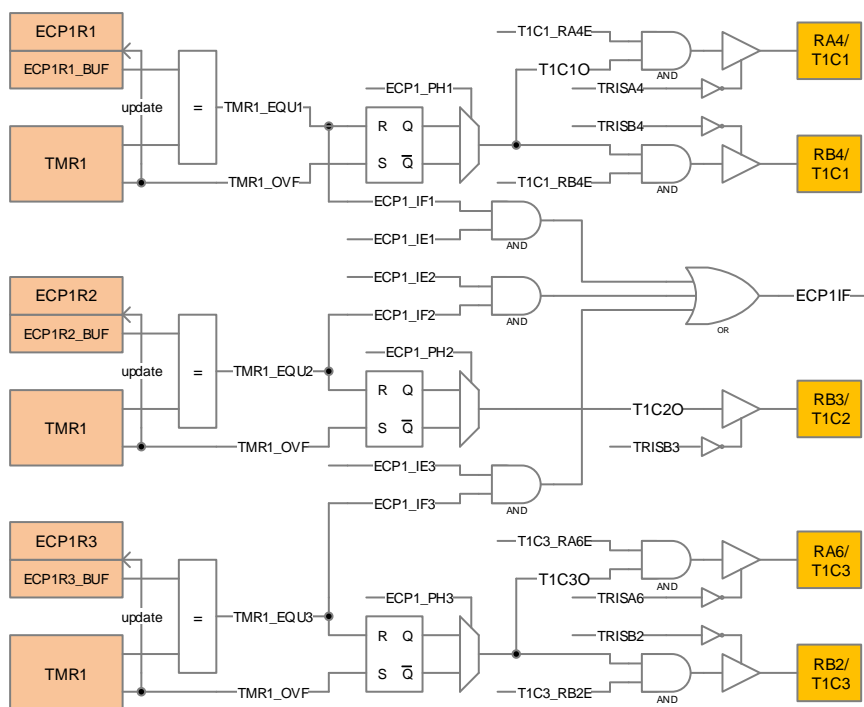 ECP1R1
ECP1R1_BUF
update
TMR1
=
TMR1_EQU1
TMR1_OVF
ECP1_PH1
R Q
S Q
T1C1_RA4E
T1C1O
AND
TRISA4
RA4/
T1C1
TRISB4
T1C1_RB4E
AND
RB4/
T1C1
ECP1_IF1
ECP1_IE1
AND
ECP1R2
ECP1R2_BUF
update
TMR1
=
TMR1_EQU2
TMR1_OVF
ECP1_IE2
ECP1_IF2
AND
OR
ECP1IF
ECP1_PH2
R Q
S Q
T1C2O
TRISB3
RB3/
T1C2
ECP1_IE3
ECP1_IF3
AND
ECP1R3
ECP1R3_BUF
update
TMR1
=
TMR1_EQU3
TMR1_OVF
ECP1_PH3
R Q
S Q
T1C3_RA6E
T1C3O
AND
TRISA6
RA6/
T1C3
TRISB2
T1C3_RB2E
AND
RB2/
T1C3